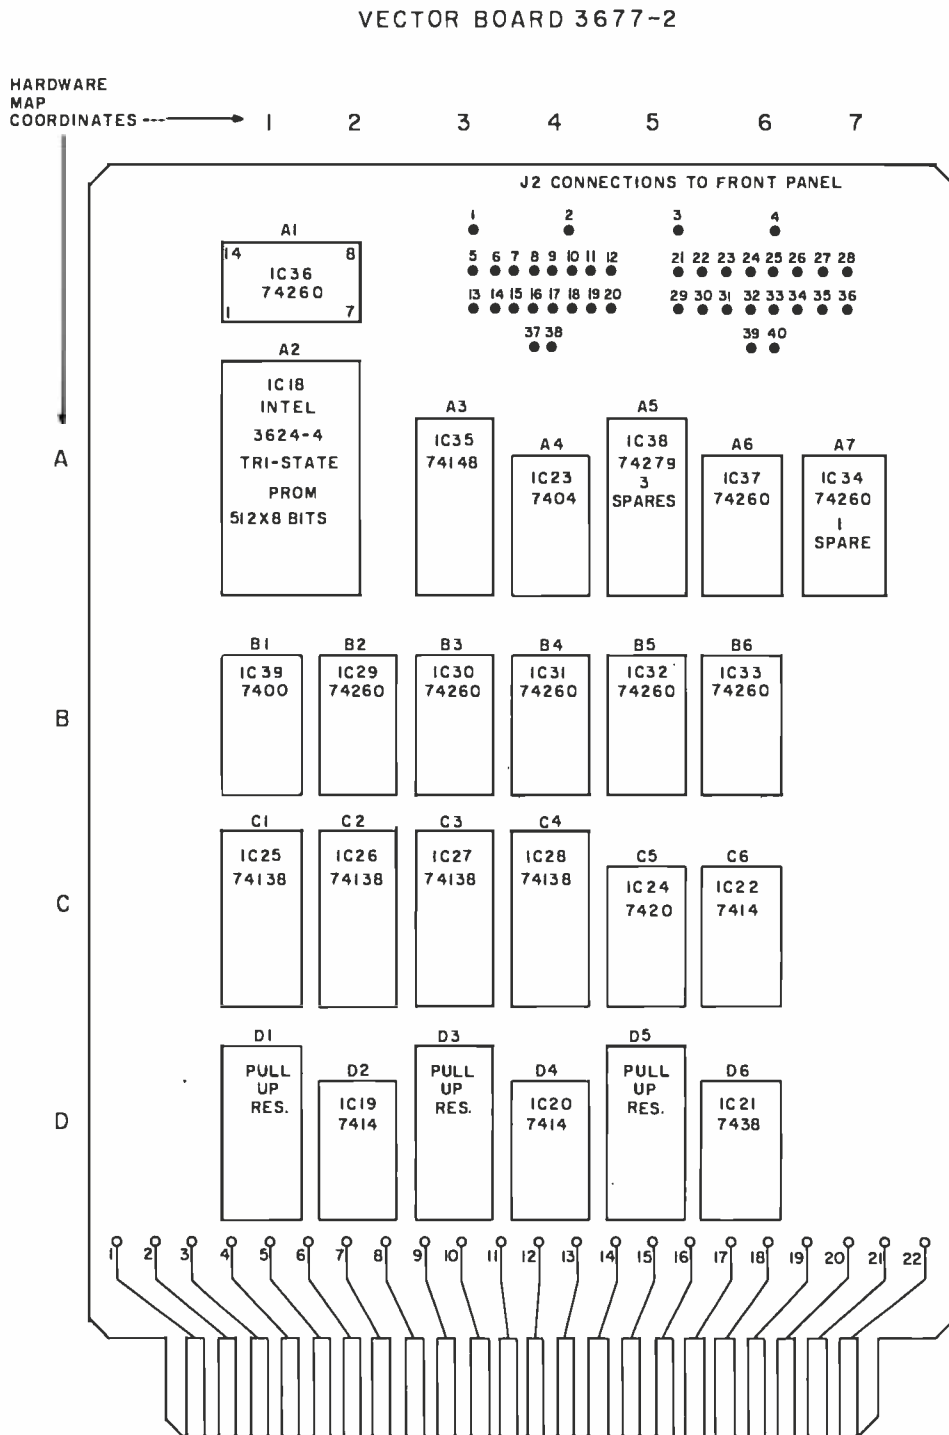 VECTOR BOARD 3677-2
HARDWARE
MAP
COORDINATES ---
1 2 3 4 5 6 7
J2 CONNECTIONS TO FRONT PANEL
1 2 3 4
5 6 7 8 9 10 11 12 21 22 23 24 25 26 27 28
13 14 15 16 17 18 19 20 29 30 31 32 33 34 35 36
37 38 39 40
A1
14 8
IC36
74260
1 7
A
A2
IC18
INTEL
3624-4
TRI-STATE
PROM
512X8 BITS
A3
IC35
74148
A4
IC23
7404
A5
IC38
74279
3
SPARES
A6
IC37
74260
A7
IC34
74260
1
SPARE
B
B1
IC39
7400
B2
IC29
74260
B3
IC30
74260
B4
IC31
74260
B5
IC32
74260
B6
IC33
74260
C
C1
IC25
74138
C2
IC26
74138
C3
IC27
74138
C4
IC28
74138
C5
IC24
7420
C6
IC22
7414
D
D1
PULL
UP
RES.
D2
IC19
7414
D3
PULL
UP
RES.
D4
IC20
7414
D5
PULL
UP
RES.
D6
IC21
7438
1 2 3 4 5 6 7 8 9 10 11 12 13 14 15 16 17 18 19 20 21 22